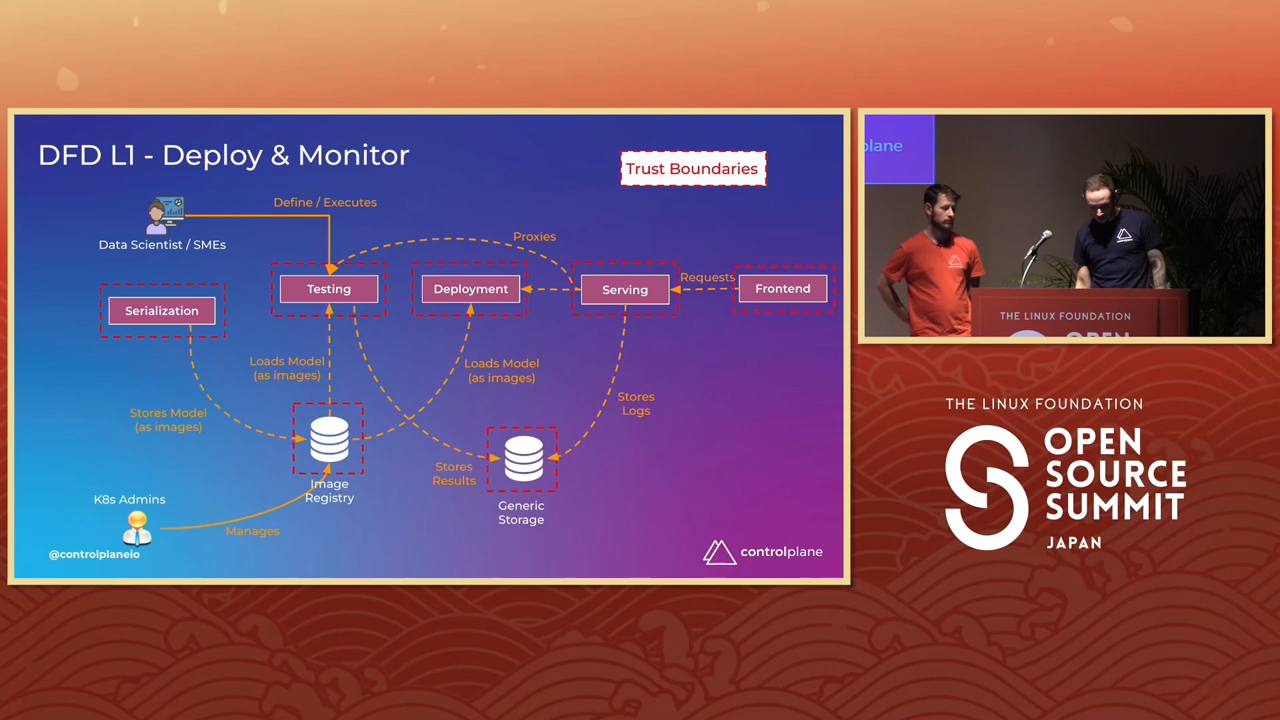 DFD L1 - Deploy & Monitor
Trust Boundaries
Define / Executes
Data Scientist / SMEs
Proxies
Requests
Testing
Deployment
Serving
Frontend
Serialization
Loads Model
(as images)
Loads Model
(as images)
Stores Model
(as images)
Stores
Logs
Stores
Results
Image
Registry
Generic
Storage
K8s Admins
Manages
@controlplaneio
controlplane
plane
THE LINUX FOUNDATION
OPEN
THE LINUX FOUNDATION
OPEN
SOURCE
SUMMIT
JAPAN